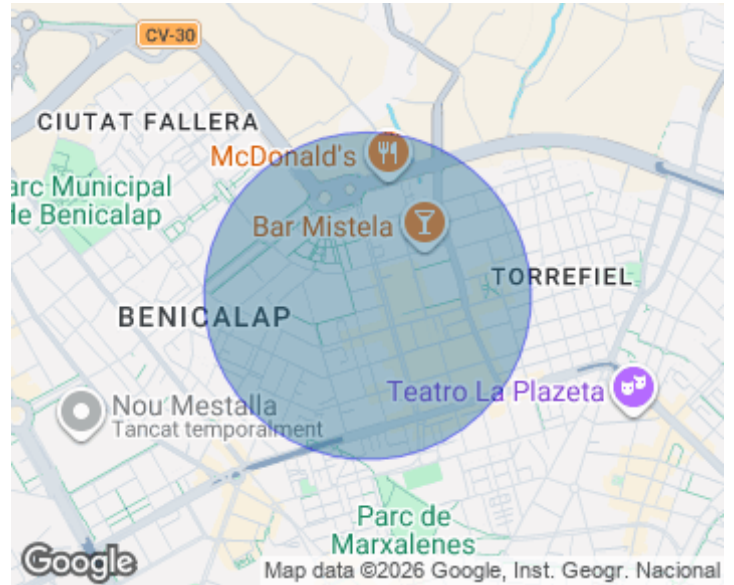 CV-30
CIUTAT FALLERA
McDonald's
arc Municipal
de Benicalap
Bar Mistela
TORREFIEL
BENICALAP
Teatro La Plazeta
Nou Mestalla
Tancat temporalment
Parc de
Marxalenes
Google
Map data ©2026 Google, Inst. Geogr. Nacional